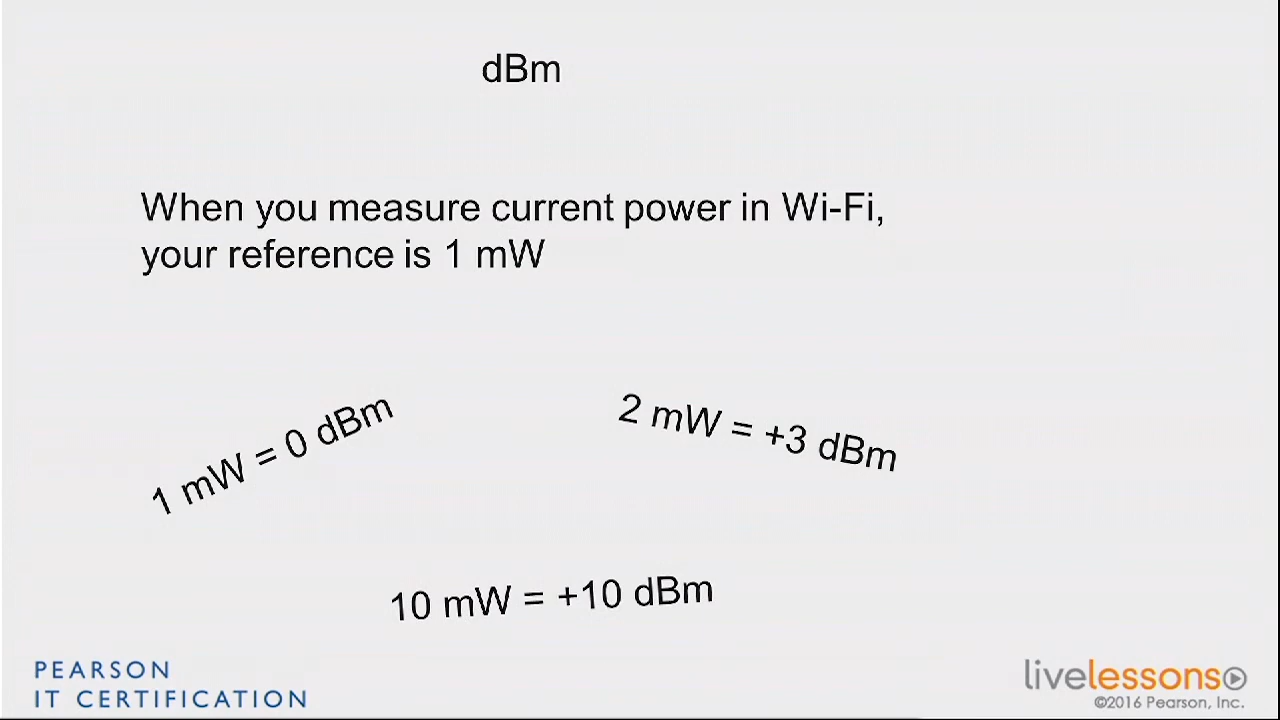 dBm
When you measure current power in Wi-Fi,
your reference is 1 mW
1 mW = 0 dBm
2 mW = +3 dBm
10 mW = +10 dBm
PEARSON
IT CERTIFICATION
livelessons
©2016 Pearson, Inc.